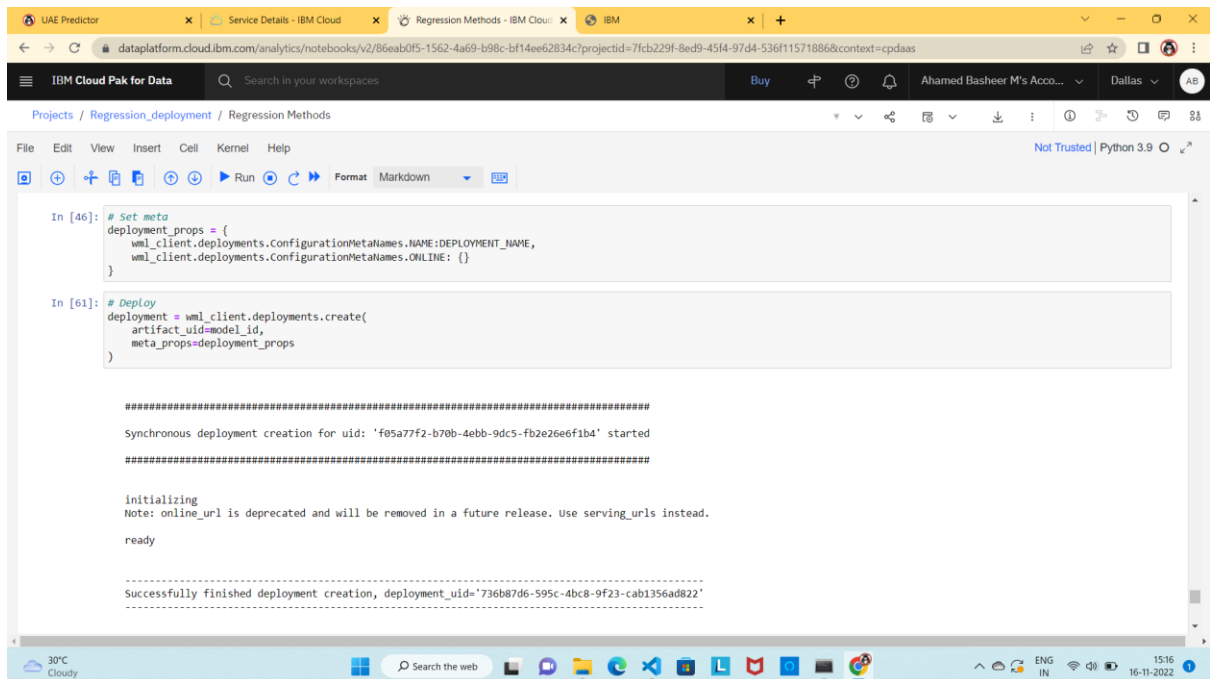 UAE Predictor
Service Details - IBM Cloud
Regression Methods - IBM Cloud
IBM
dataplatform.cloud.ibm.com/analytics/notebooks/v2/86eab0f5-1562-4a69-b98c-bf14ee62834c?projectid=7fcb229f-8ed9-45f4-97d4-536f11571886&context=cpdaas
IBM Cloud Pak for Data
Search in your workspaces
Buy
Ahamed Basheer M's Acco...
Dallas
AB
Projects / Regression_deployment / Regression Methods
File Edit View Insert Cell Kernel Help
Not Trusted | Python 3.9
Run
Format Markdown
In [46]: # Set meta
deployment_props = {
wml_client.deployments.ConfigurationMetaNames.NAME:DEPLOYMENT_NAME,
wml_client.deployments.ConfigurationMetaNames.ONLINE: {}
}
In [61]: # Deploy
deployment = wml_client.deployments.create(
artifact_uid=model_id,
meta_props=deployment_props
)
#######################################################################################
Synchronous deployment creation for uid: 'f05a77f2-b70b-4ebb-9dc5-fb2e26e6f1b4' started
#######################################################################################
initializing
Note: online_url is deprecated and will be removed in a future release. Use serving_urls instead.
ready
------------------------------------------------------------------------------------------------
Successfully finished deployment creation, deployment_uid='736b87d6-595c-4bc8-9f23-cab1356ad822'
------------------------------------------------------------------------------------------------
30°C
Cloudy
Search the web
ENG
IN
15:16
16-11-2022
1